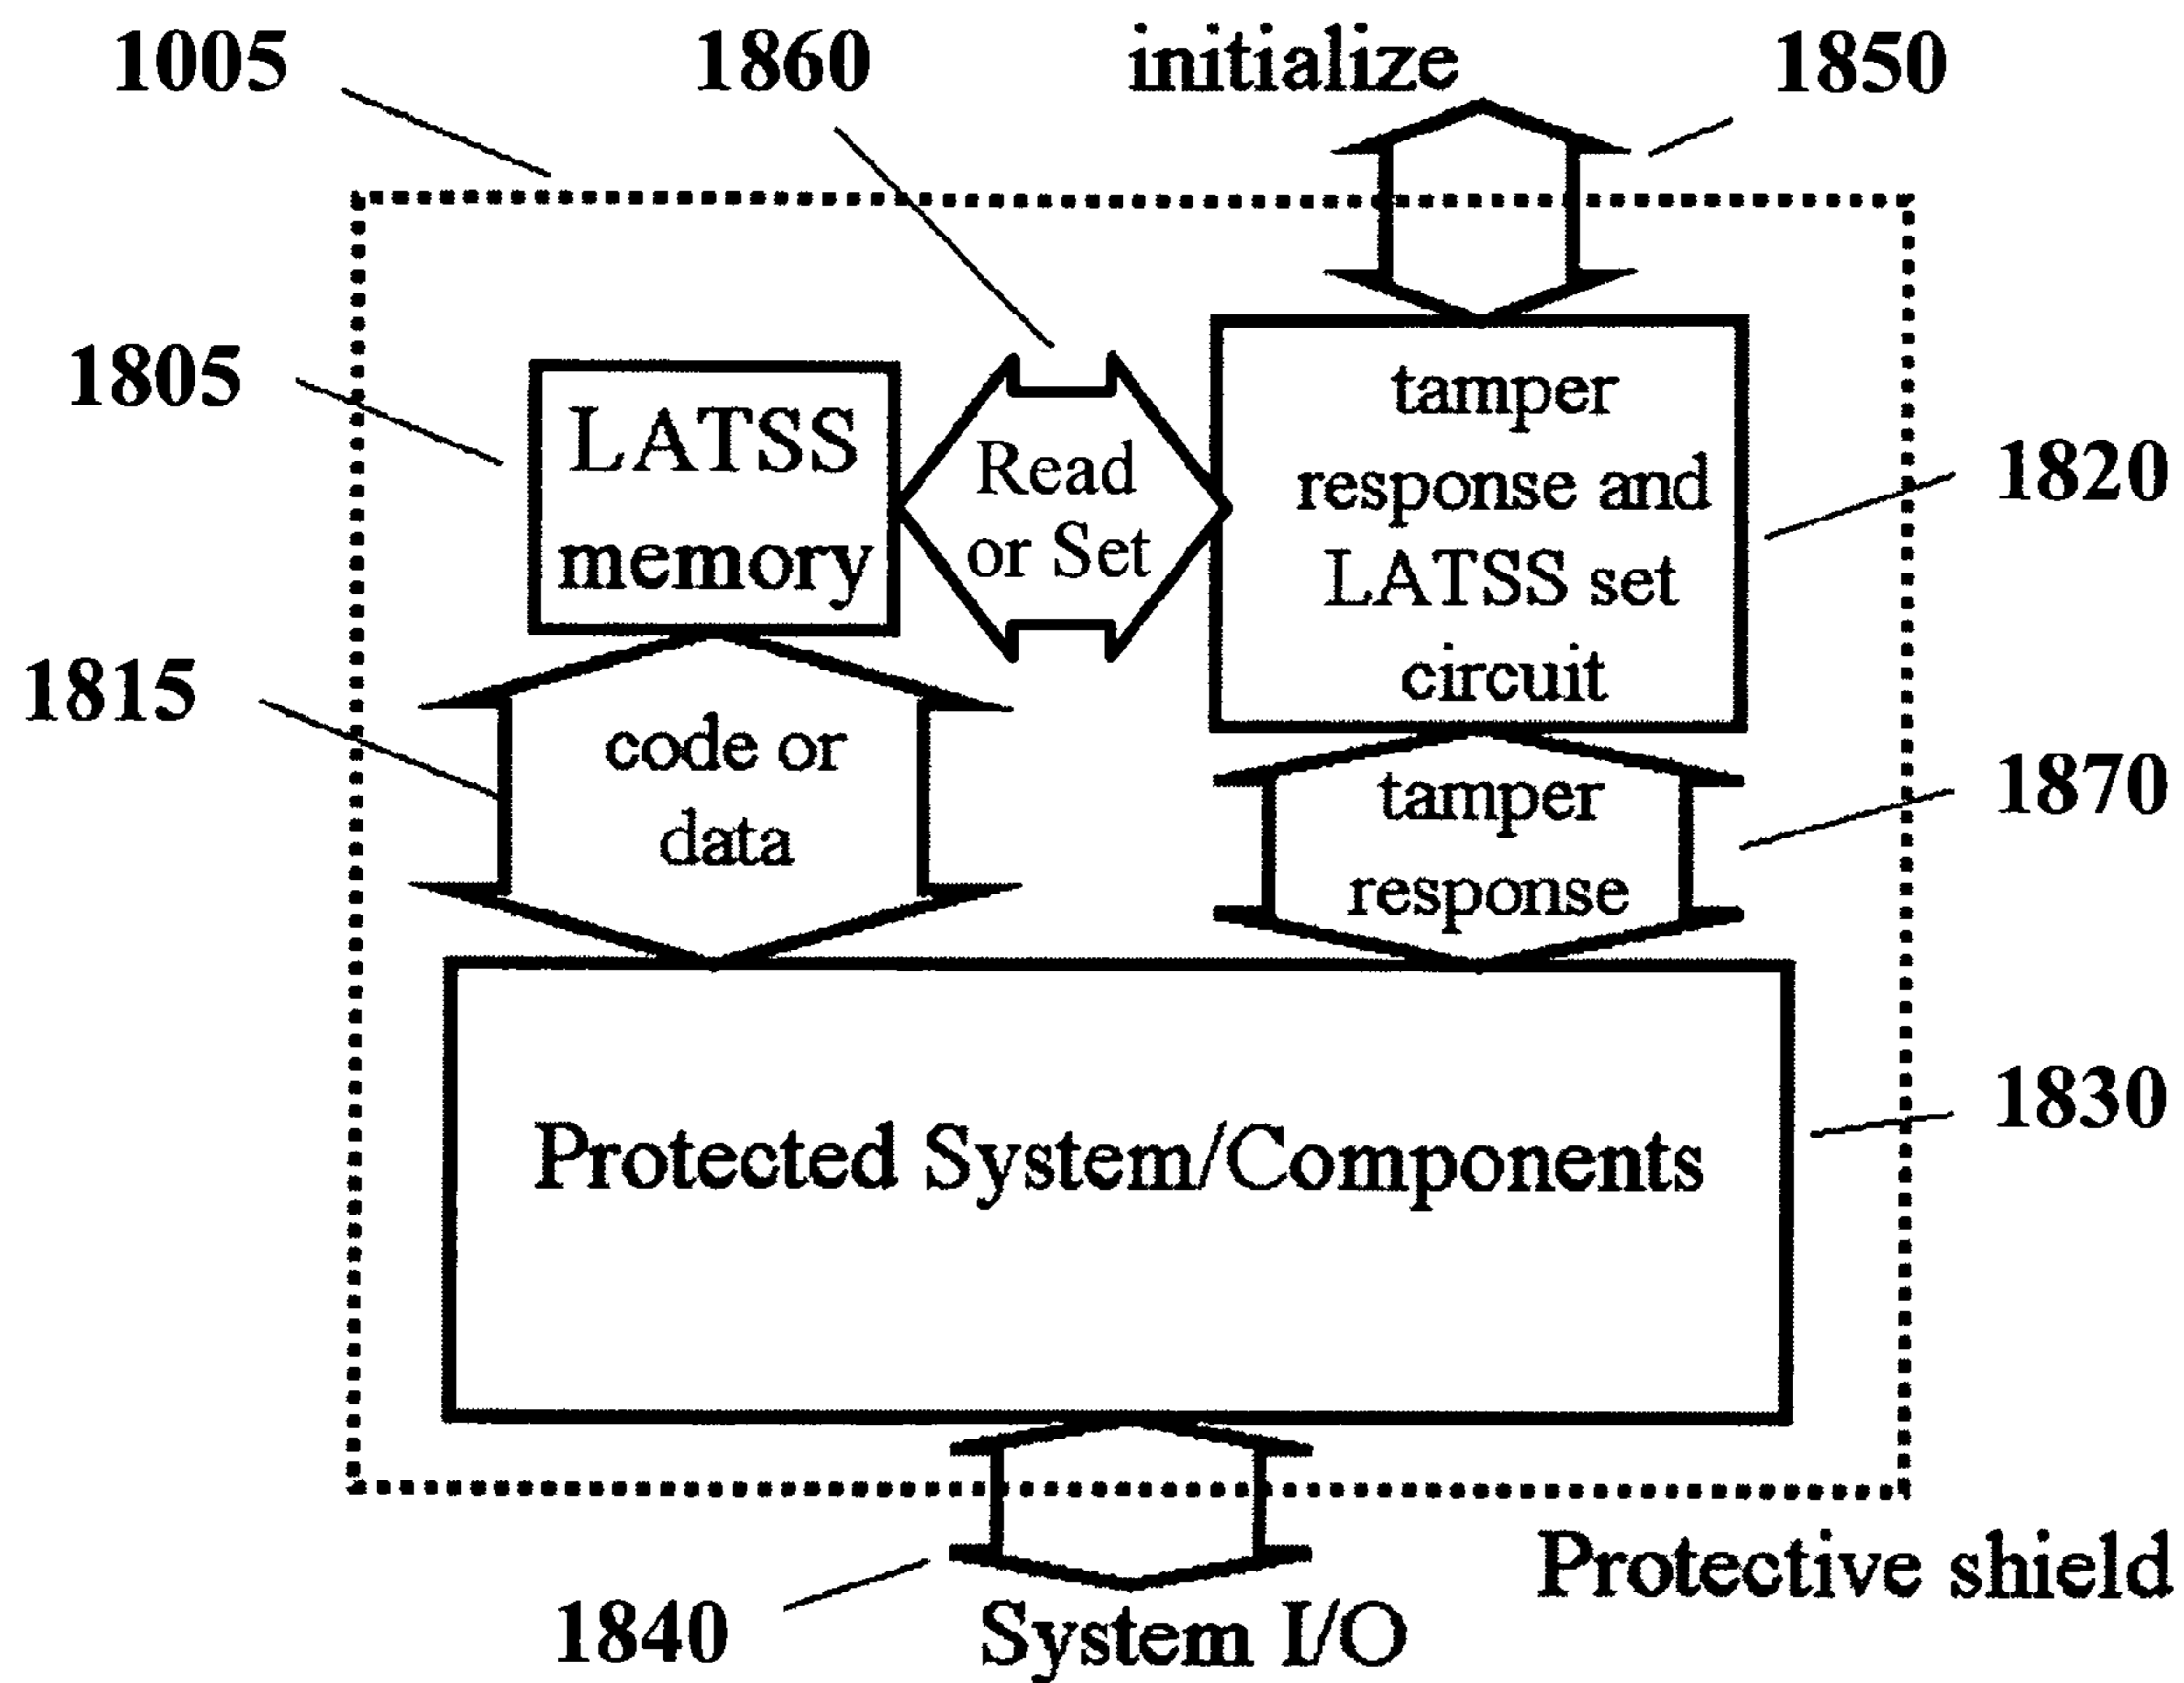 1005
1860
initialize
1850
1805
LATSS
memory
Read
or Set
tamper
response and
LATSS set
circuit
1820
1815
code or
data
tamper
response
1870
Protected System/Components
1830
Protective shield
1840
System I/O